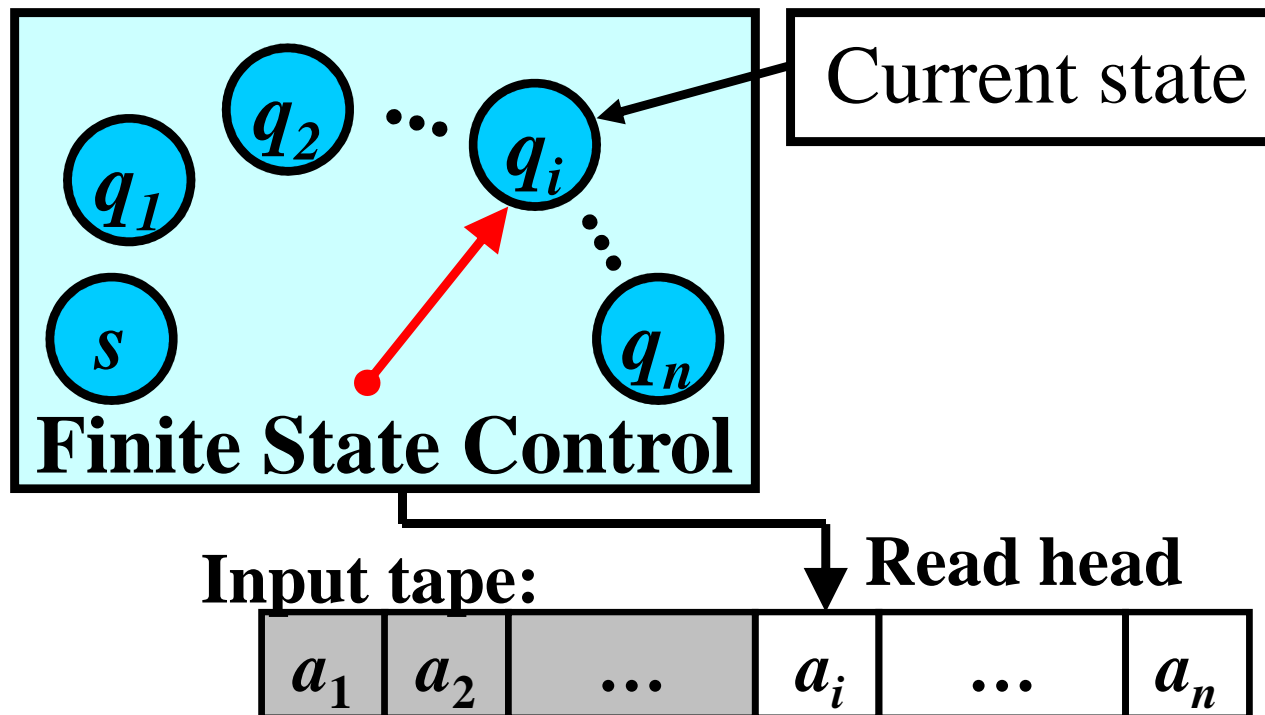 Current state
q2 ... qi
q1
s
qn
...
Finite State Control
Read head
Input tape:
a1 a2 ... ai ... an